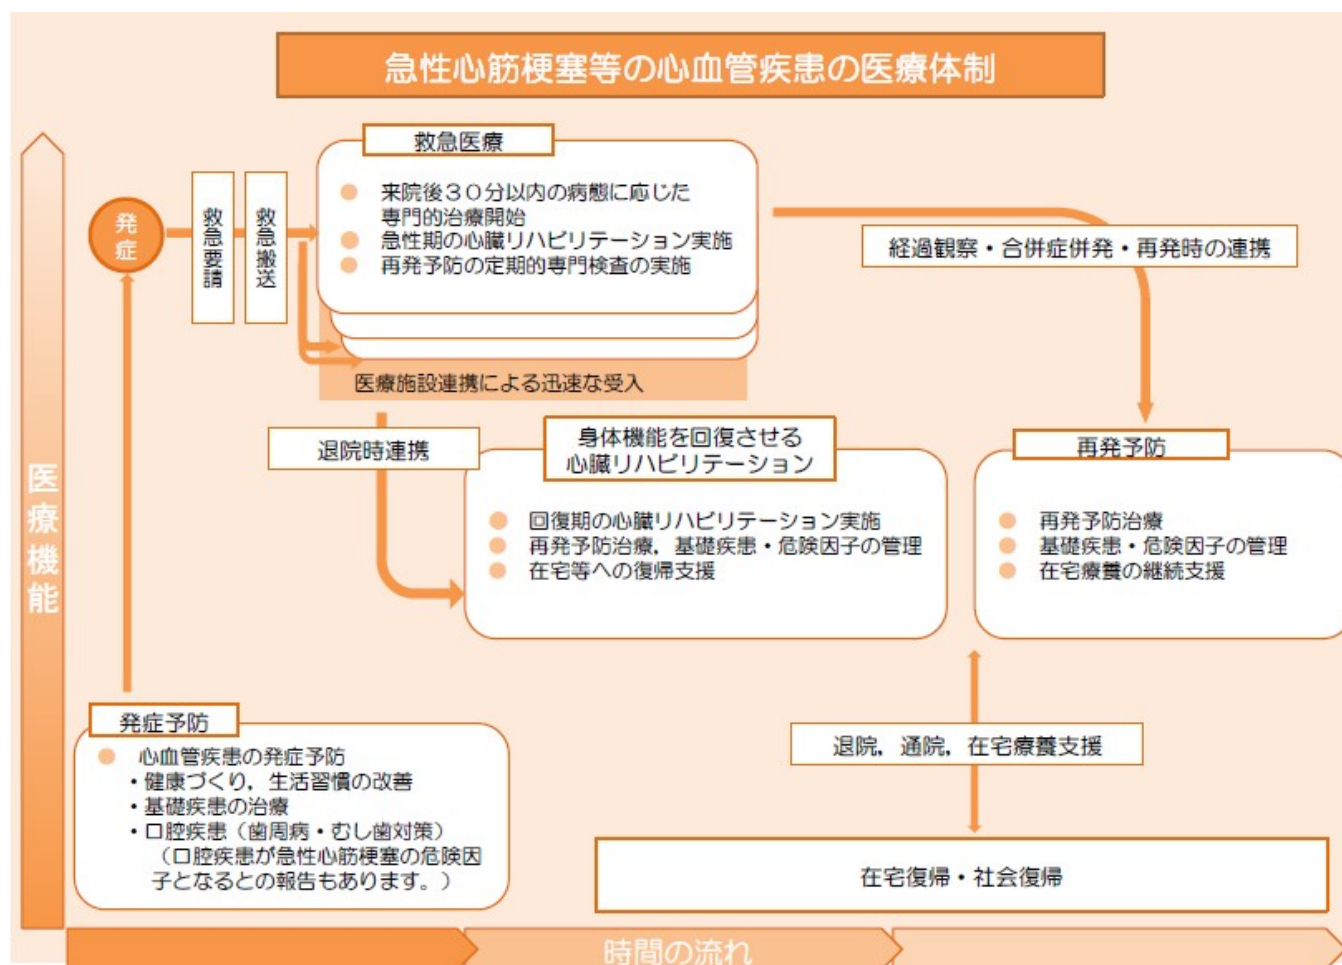 急性心筋梗塞等の心血管疾患の医療体制
救急医療
● 来院後３０分以内の病態に応じた
専門的治療開始
● 急性期の心臓リハビリテーション実施
● 再発予防の定期的専門検査の実施
発症
救急要請
救急搬送
経過観察・合併症併発・再発時の連携
医療施設連携による迅速な受入
退院時連携
身体機能を回復させる
心臓リハビリテーション
● 回復期の心臓リハビリテーション実施
● 再発予防治療，基礎疾患・危険因子の管理
● 在宅等への復帰支援
再発予防
● 再発予防治療
● 基礎疾患・危険因子の管理
● 在宅療養の継続支援
医療機能
発症予防
● 心血管疾患の発症予防
・健康づくり，生活習慣の改善
・基礎疾患の治療
・口腔疾患（歯周病・むし歯対策）
（口腔疾患が急性心筋梗塞の危険因
子となるとの報告もあります。）
退院，通院，在宅療養支援
在宅復帰・社会復帰
時間の流れ